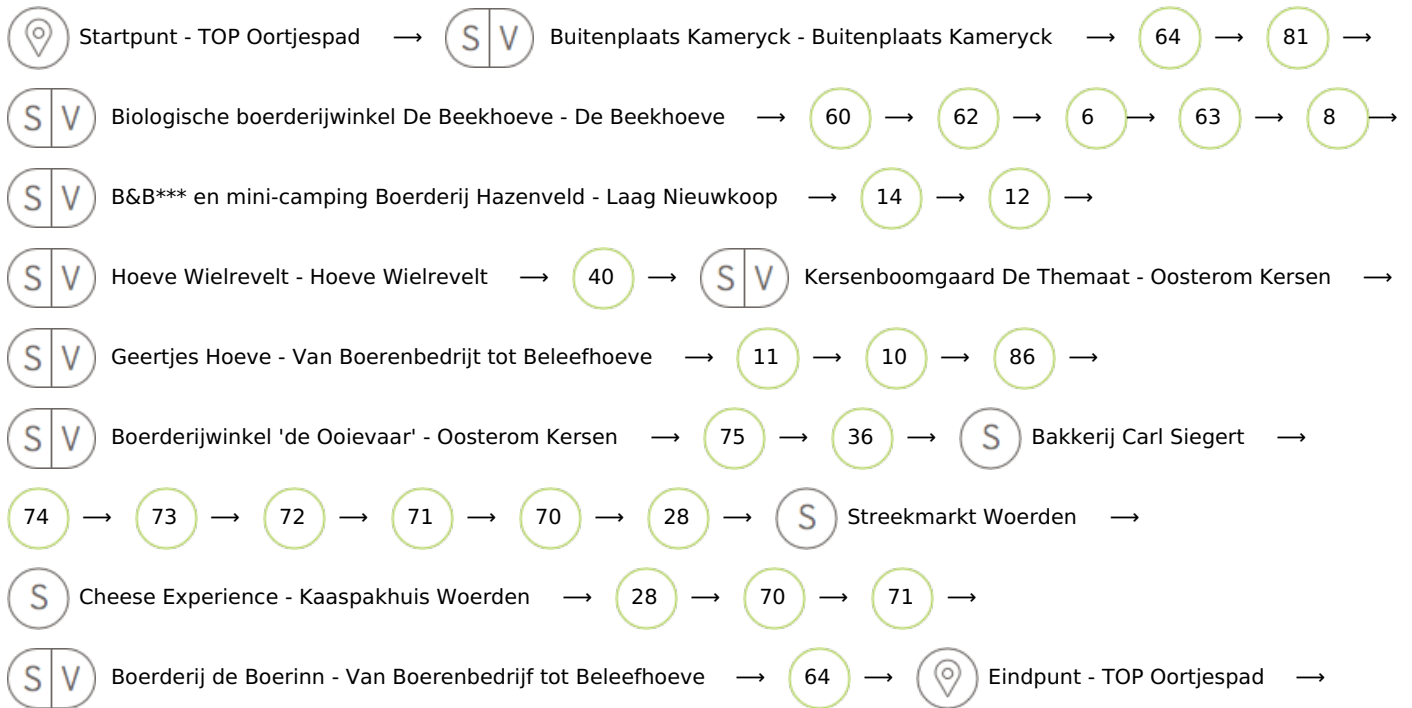 Startpunt - TOP Oortjespad → S V Buitenplaats Kameryck - Buitenplaats Kameryck → 64 → 81 →
S V Biologische boerderijwinkel De Beekhoeve - De Beekhoeve → 60 → 62 → 6 → 63 → 8 →
S V B&B*** en mini-camping Boerderij Hazenveld - Laag Nieuwkoop → 14 → 12 →
S V Hoeve Wielrevelt - Hoeve Wielrevelt → 40 → S V Kersenboomgaard De Themaat - Oosterom Kersen →
S V Geertjes Hoeve - Van Boerenbedrijt tot Beleefhoeve → 11 → 10 → 86 →
S V Boerderijwinkel 'de Ooievaar' - Oosterom Kersen → 75 → 36 → S Bakkerij Carl Siegert →
74 → 73 → 72 → 71 → 70 → 28 → S Streekmarkt Woerden →
S Cheese Experience - Kaaspakhuis Woerden → 28 → 70 → 71 →
S V Boerderij de Boerinn - Van Boerenbedrijf tot Beleefhoeve → 64 → Eindpunt - TOP Oortjespad →